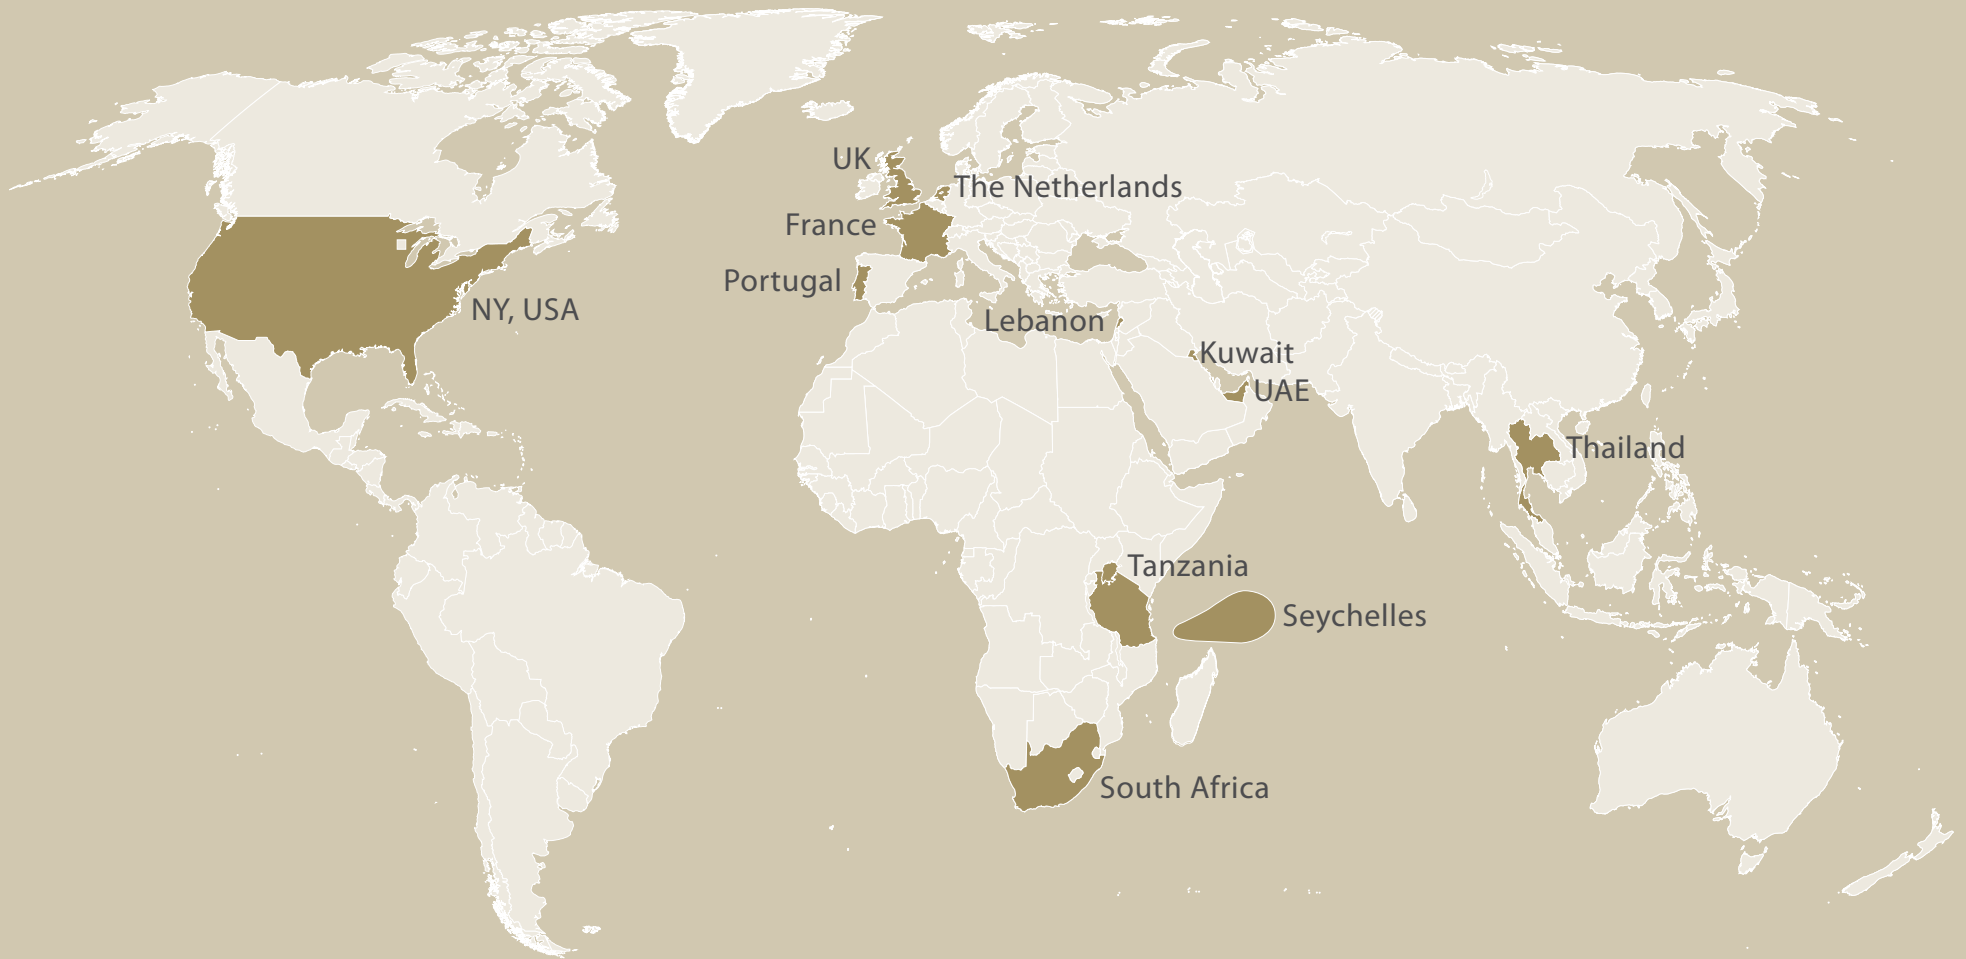 UK
The Netherlands
France
Portugal
NY, USA
Lebanon
Kuwait
UAE
Thailand
Tanzania
Seychelles
South Africa